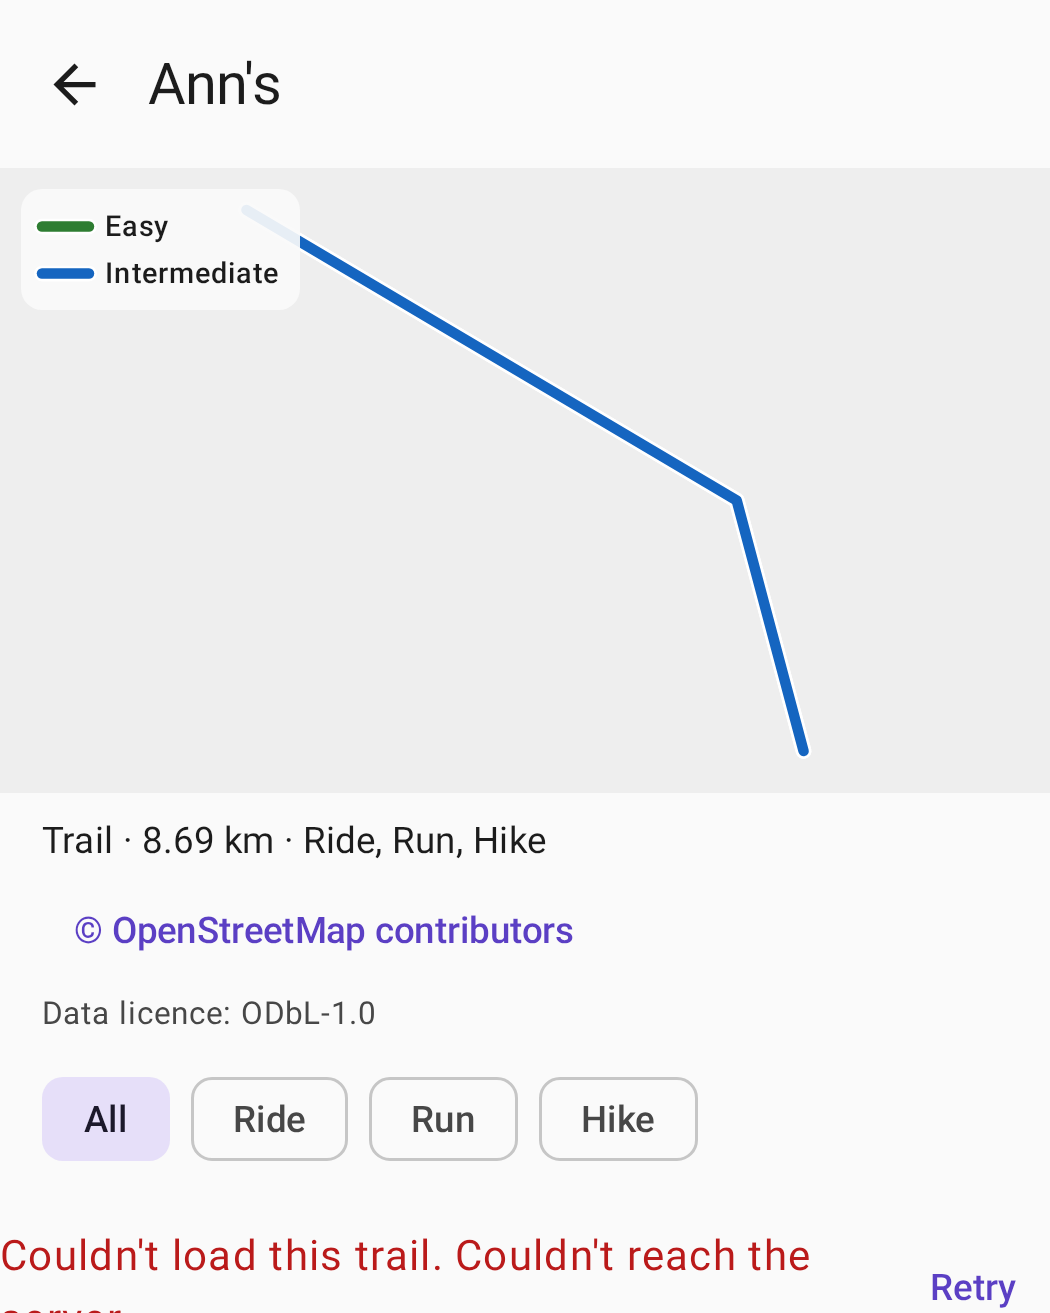 Ann's
Easy
Intermediate
Trail · 8.69 km · Ride, Run, Hike
© OpenStreetMap contributors
Data licence: ODbL-1.0
All
Ride
Run
Hike
Couldn't load this trail. Couldn't reach the
Retry